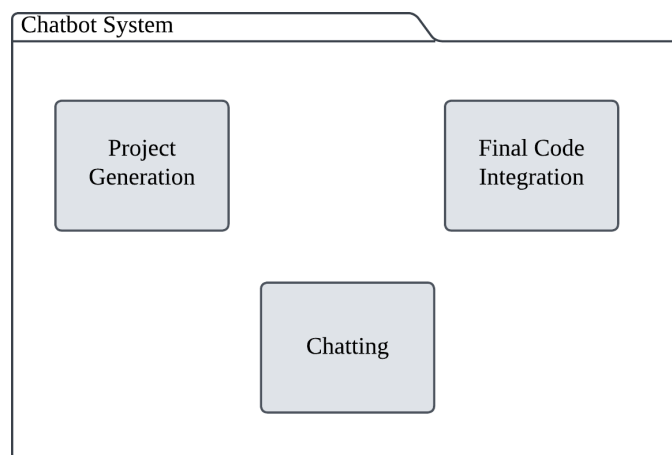 Chatbot System
Project
Generation
Final Code
Integration
Chatting